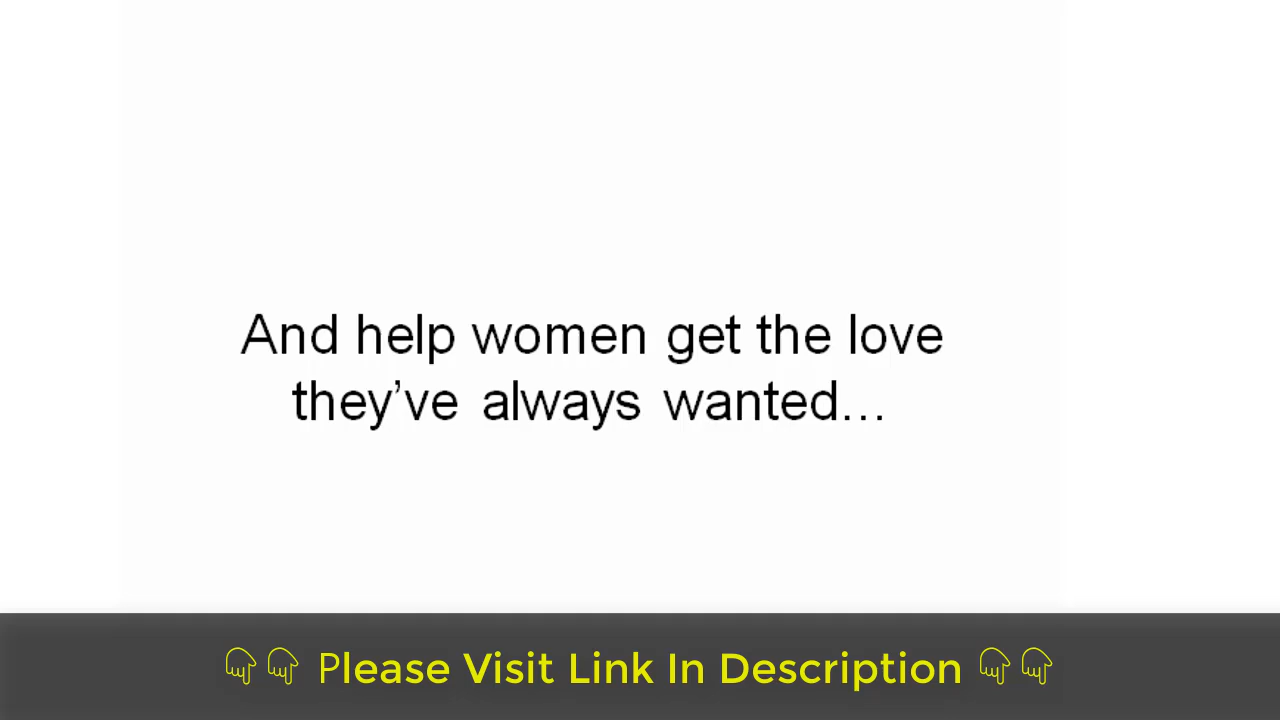 And help women get the love
they’ve always wanted…
Please Visit Link In Description